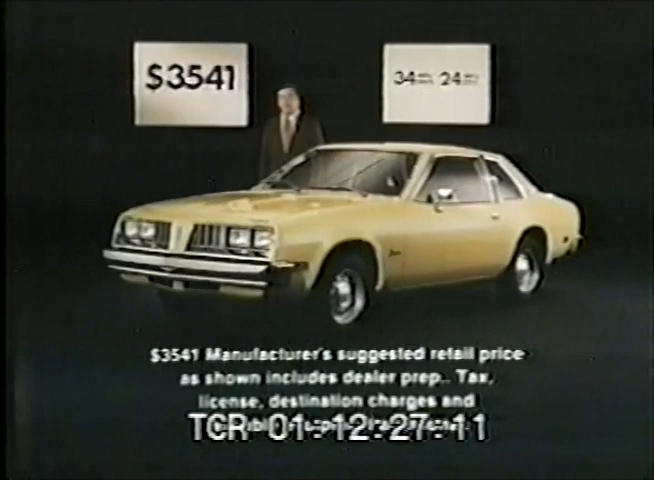 $3541
34 24
$3541 Manufacturer's suggested retail price
as shown includes dealer prep.. Tax,
license, destination charges and
TCR 01:12:27:11